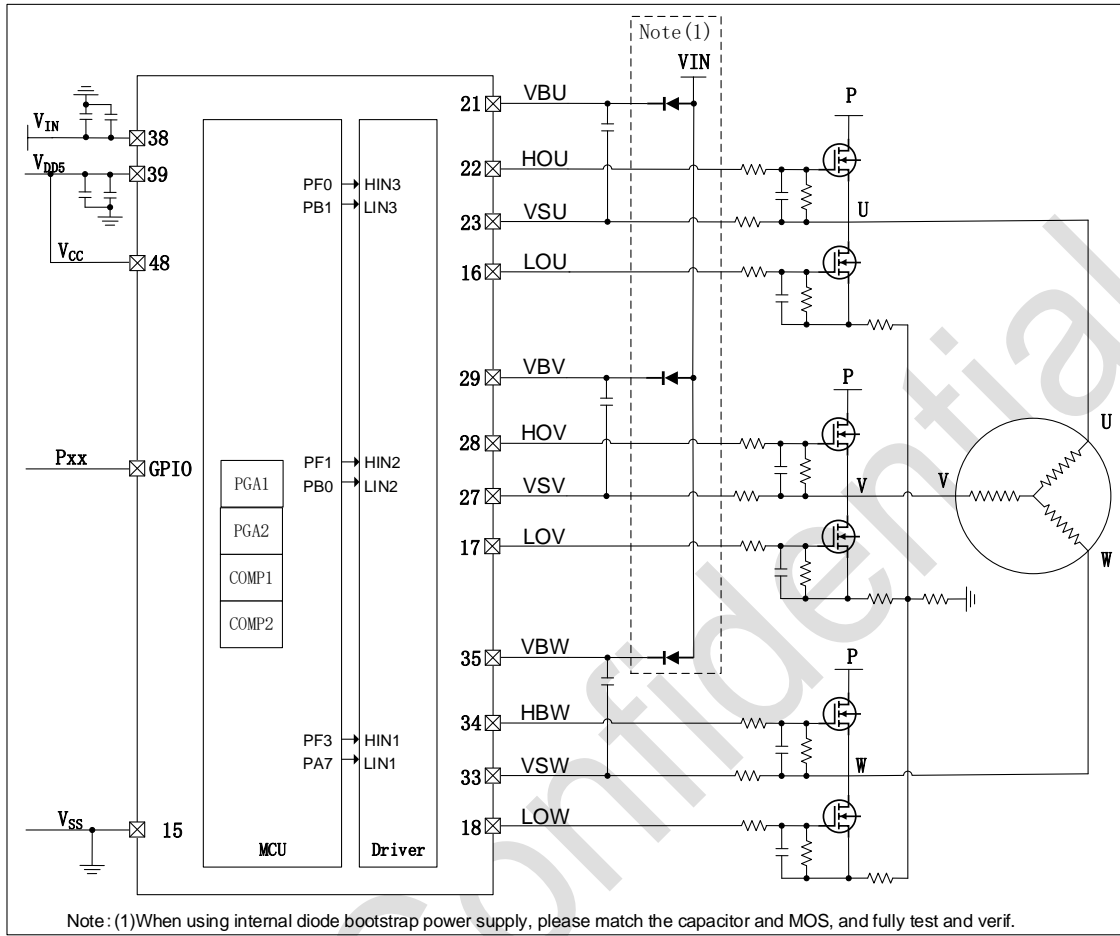 Note(1)
VIN
VIN
38
VDD5
39
VCC
48
Pxx
GPIO
VSS
15
PF0
HIN3
PB1
LIN3
PF1
HIN2
PB0
LIN2
PF3
HIN1
PA7
LIN1
PGA1
PGA2
COMP1
COMP2
MCU
Driver
21
VBU
22
HOU
23
VSU
16
LOU
29
VBV
28
HOV
27
VSV
17
LOV
35
VBW
34
HBW
33
VSW
18
LOW
P
U
P
V
P
W
U
V
W
Confidential
Note:(1)When using internal diode bootstrap power supply, please match the capacitor and MOS, and fully test and verif.